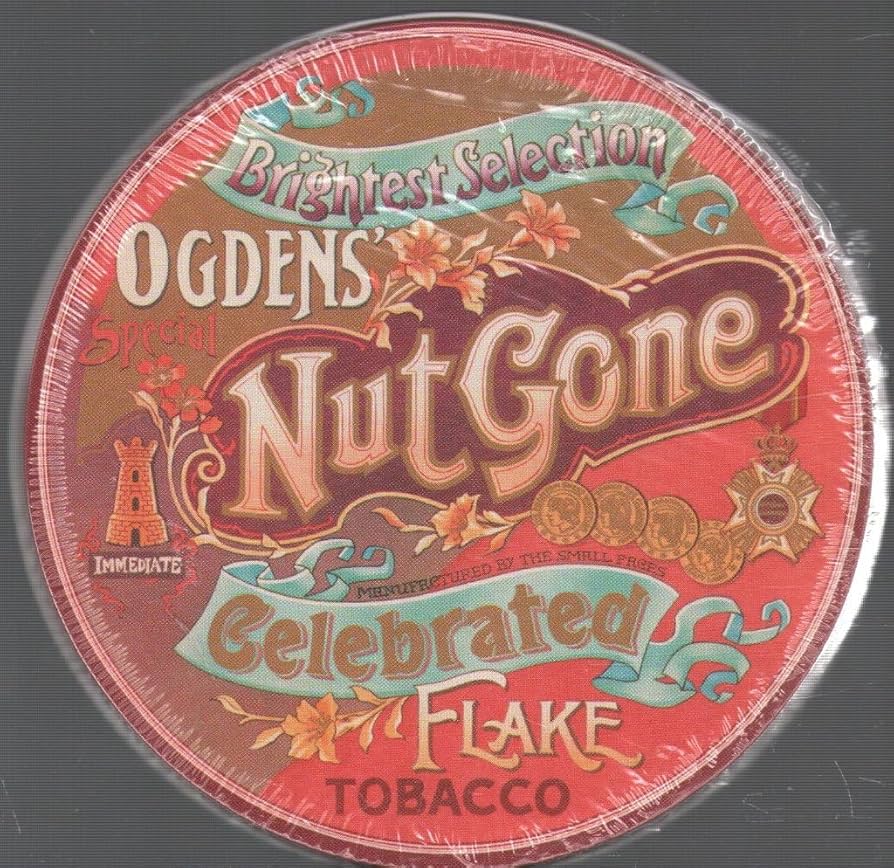 Brightest Selection
OGDENS'
Special
Nut Gone
IMMEDIATE
MANUFACTURED BY THE SMALL FACES
Celebrated
FLAKE
TOBACCO